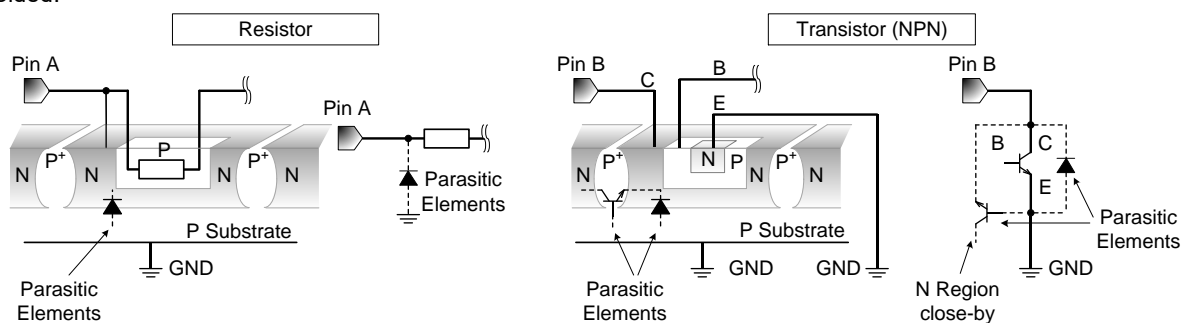 Resistor
Transistor (NPN)
Pin A
Pin A
N
P+
N
P
N
P+
N
Parasitic
Elements
P Substrate
GND
Parasitic
Elements
Pin B
C
B
E
N
P+
N
N
P
N
P+
N
P Substrate
GND
GND
Parasitic
Elements
Pin B
B
C
E
Parasitic
Elements
GND
N Region
close-by